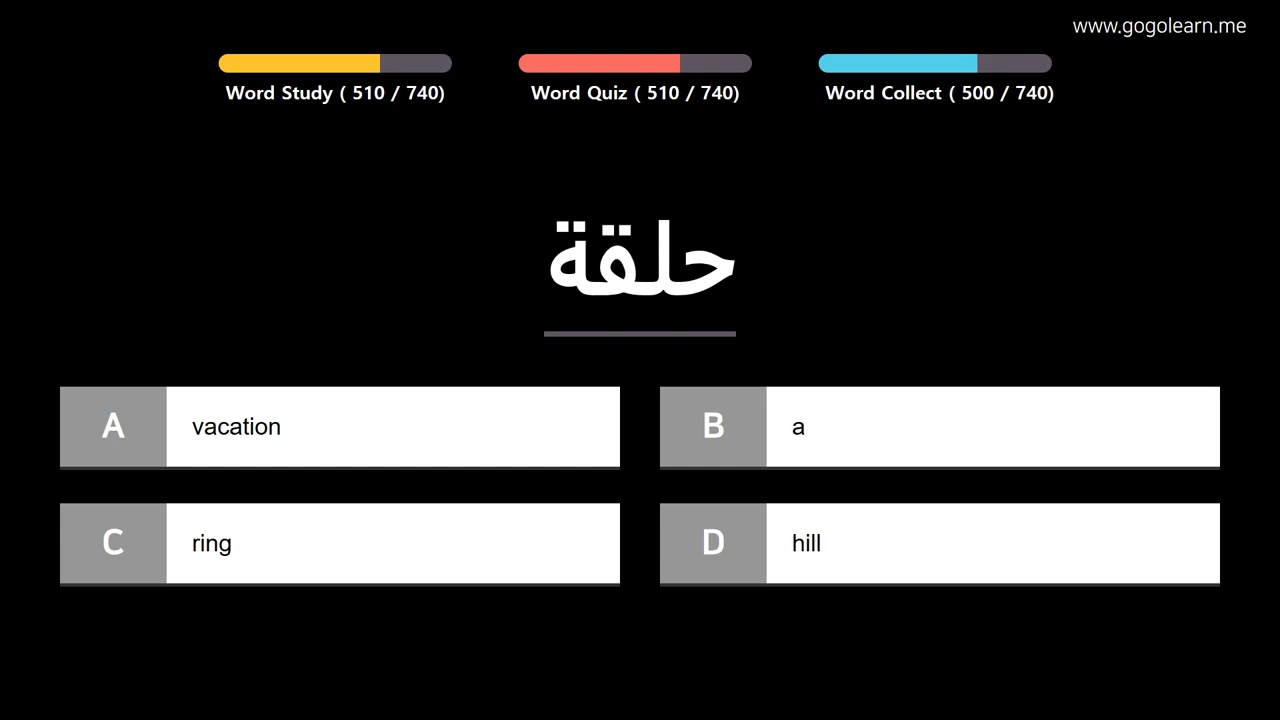 www.gogolearn.me
Word Study ( 510 / 740)
Word Quiz ( 510 / 740)
Word Collect ( 500 / 740)
حلقة
A vacation
B a
C ring
D hill